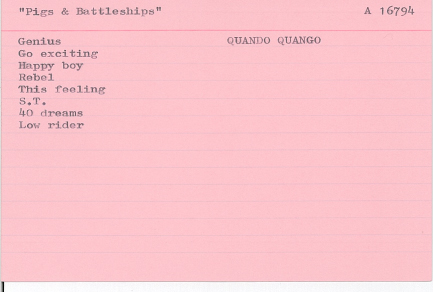 "Pigs & Battleships" A 16794
Genius QUANDO QUANGO
Go exciting
Happy boy
Rebel
This feeling
S.T.
40 dreams
Low rider